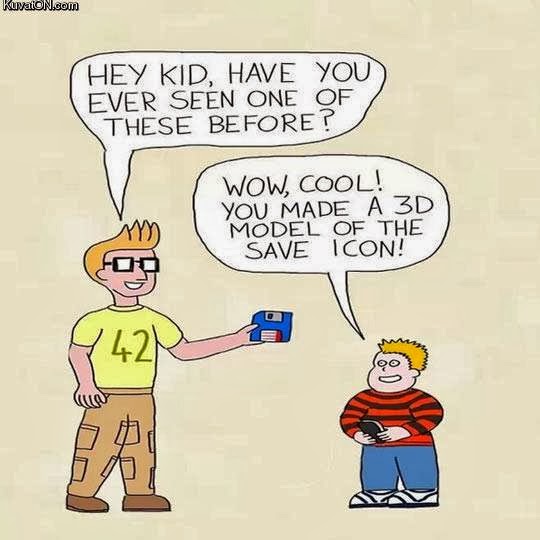 KuvatON.com
HEY KID, HAVE YOU
EVER SEEN ONE OF
THESE BEFORE?
WOW, COOL!
YOU MADE A 3D
MODEL OF THE
SAVE ICON!
42